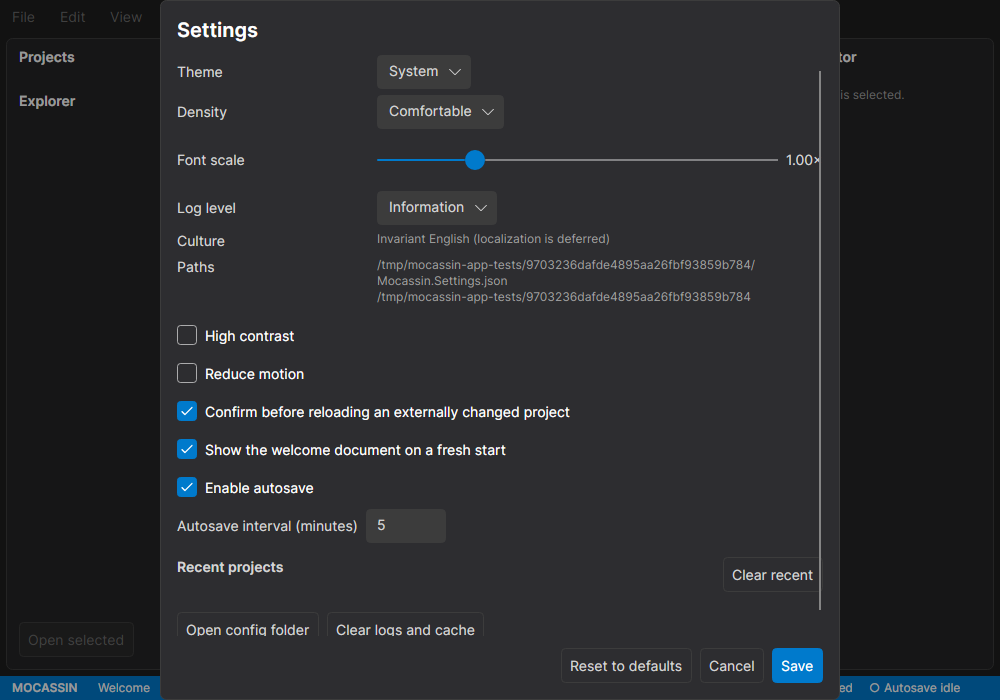 File Edit View
Settings
Projects
Explorer
Theme System
Density Comfortable
Font scale 1.00×
Log level Information
Culture Invariant English (localization is deferred)
Paths /tmp/mocassin-app-tests/9703236dafde4895aa26fbf93859b784/
Mocassin.Settings.json
/tmp/mocassin-app-tests/9703236dafde4895aa26fbf93859b784
High contrast
Reduce motion
Confirm before reloading an externally changed project
Show the welcome document on a fresh start
Enable autosave
Autosave interval (minutes) 5
Recent projects Clear recent
Open config folder Clear logs and cache
Reset to defaults Cancel Save
tor
is selected.
Open selected
MOCASSIN Welcome
ed Autosave idle